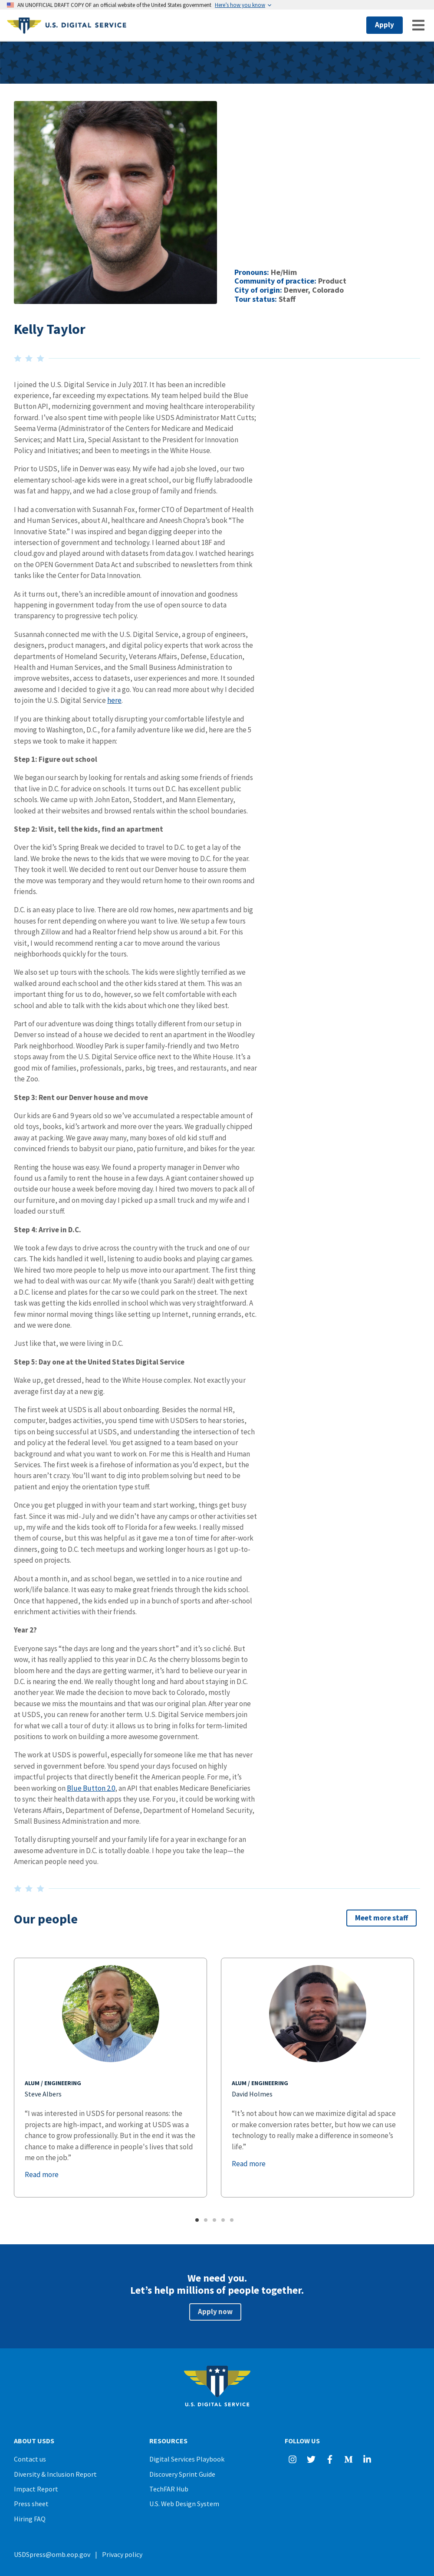 AN UNOFFICIAL DRAFT COPY OF an official website of the United States government Here's how you know
U.S. DIGITAL SERVICE
Apply
Pronouns: He/Him
Community of practice: Product
City of origin: Denver, Colorado
Tour status: Staff
Kelly Taylor
I joined the U.S. Digital Service in July 2017. It has been an incredible
experience, far exceeding my expectations. My team helped build the Blue
Button API, modernizing government and moving healthcare interoperability
forward. I've also spent time with people like USDS Administrator Matt Cutts;
Seema Verma (Administrator of the Centers for Medicare and Medicaid
Services; and Matt Lira, Special Assistant to the President for Innovation
Policy and Initiatives; and been to meetings in the White House.
Prior to USDS, life in Denver was easy. My wife had a job she loved, our two
elementary school-age kids were in a great school, our big fluffy labradoodle
was fat and happy, and we had a close group of family and friends.
I had a conversation with Susannah Fox, former CTO of Department of Health
and Human Services, about AI, healthcare and Aneesh Chopra's book "The
Innovative State." I was inspired and began digging deeper into the
intersection of government and technology. I learned about 18F and
cloud.gov and played around with datasets from data.gov. I watched hearings
on the OPEN Government Data Act and subscribed to newsletters from think
tanks like the Center for Data Innovation.
As it turns out, there's an incredible amount of innovation and goodness
happening in government today from the use of open source to data
transparency to progressive tech policy.
Susannah connected me with the U.S. Digital Service, a group of engineers,
designers, product managers, and digital policy experts that work across the
departments of Homeland Security, Veterans Affairs, Defense, Education,
Health and Human Services, and the Small Business Administration to
improve websites, access to datasets, user experiences and more. It sounded
awesome and I decided to give it a go. You can read more about why I decided
to join the U.S. Digital Service here.
If you are thinking about totally disrupting your comfortable lifestyle and
moving to Washington, D.C., for a family adventure like we did, here are the 5
steps we took to make it happen:
Step 1: Figure out school
We began our search by looking for rentals and asking some friends of friends
that live in D.C. for advice on schools. It turns out D.C. has excellent public
schools. We came up with John Eaton, Stoddert, and Mann Elementary,
looked at their websites and browsed rentals within the school boundaries.
Step 2: Visit, tell the kids, find an apartment
Over the kid's Spring Break we decided to travel to D.C. to get a lay of the
land. We broke the news to the kids that we were moving to D.C. for the year.
They took it well. We decided to rent out our Denver house to assure them
the move was temporary and they would return home to their own rooms and
friends.
D.C. is an easy place to love. There are old row homes, new apartments and big
houses for rent depending on where you want to live. We setup a few tours
through Zillow and had a Realtor friend help show us around a bit. For this
visit, I would recommend renting a car to move around the various
neighborhoods quickly for the tours.
We also set up tours with the schools. The kids were slightly terrified as we
walked around each school and the other kids stared at them. This was an
important thing for us to do, however, so we felt comfortable with each
school and able to talk with the kids about which one they liked best.
Part of our adventure was doing things totally different from our setup in
Denver so instead of a house we decided to rent an apartment in the Woodley
Park neighborhood. Woodley Park is super family-friendly and two Metro
stops away from the U.S. Digital Service office next to the White House. It's a
good mix of families, professionals, parks, big trees, and restaurants, and near
the Zoo.
Step 3: Rent our Denver house and move
Our kids are 6 and 9 years old so we've accumulated a respectable amount of
old toys, books, kid's artwork and more over the years. We gradually chipped
away at packing. We gave away many, many boxes of old kid stuff and
convinced friends to babysit our piano, patio furniture, and bikes for the year.
Renting the house was easy. We found a property manager in Denver who
found us a family to rent the house in a few days. A giant container showed up
outside our house a week before moving day. I hired two movers to pack all of
our furniture, and on moving day I picked up a small truck and my wife and I
loaded our stuff.
Step 4: Arrive in D.C.
We took a few days to drive across the country with the truck and one of our
cars. The kids handled it well, listening to audio books and playing car games.
We hired two more people to help us move into our apartment. The first thing
we had to deal with was our car. My wife (thank you Sarah!) dealt with getting
a D.C. license and plates for the car so we could park on the street. The next
task was getting the kids enrolled in school which was very straightforward. A
few minor normal moving things like setting up Internet, running errands, etc.
and we were done.
Just like that, we were living in D.C.
Step 5: Day one at the United States Digital Service
Wake up, get dressed, head to the White House complex. Not exactly your
average first day at a new gig.
The first week at USDS is all about onboarding. Besides the normal HR,
computer, badges activities, you spend time with USDSers to hear stories,
tips on being successful at USDS, and understanding the intersection of tech
and policy at the federal level. You get assigned to a team based on your
background and what you want to work on. For me this is Health and Human
Services. The first week is a firehose of information as you'd expect, but the
hours aren't crazy. You'll want to dig into problem solving but need to be
patient and enjoy the orientation type stuff.
Once you get plugged in with your team and start working, things get busy
fast. Since it was mid-July and we didn't have any camps or other activities set
up, my wife and the kids took off to Florida for a few weeks. I really missed
them of course, but this was helpful as it gave me a ton of time for after-work
dinners, going to D.C. tech meetups and working longer hours as I got up-to-
speed on projects.
About a month in, and as school began, we settled in to a nice routine and
work/life balance. It was easy to make great friends through the kids school.
Once that happened, the kids ended up in a bunch of sports and after-school
enrichment activities with their friends.
Year 2?
Everyone says "the days are long and the years short" and it's so cliché. But
wow, it has really applied to this year in D.C. As the cherry blossoms begin to
bloom here and the days are getting warmer, it's hard to believe our year in
D.C. is nearing the end. We really thought long and hard about staying in D.C.
another year. We made the decision to move back to Colorado, mostly
because we miss the mountains and that was our original plan. After year one
at USDS, you can renew for another term. U.S. Digital Service members join
for what we call a tour of duty: it allows us to bring in folks for term-limited
positions to work on building a more awesome government.
The work at USDS is powerful, especially for someone like me that has never
served in government before. You spend your days focused on highly
impactful projects that directly benefit the American people. For me, it's
been working on Blue Button 2.0, an API that enables Medicare Beneficiaries
to sync their health data with apps they use. For you, it could be working with
Veterans Affairs, Department of Defense, Department of Homeland Security,
Small Business Administration and more.
Totally disrupting yourself and your family life for a year in exchange for an
awesome adventure in D.C. is totally doable. I hope you take the leap—the
American people need you.
Our people
Meet more staff
ALUM / ENGINEERING
Steve Albers
"I was interested in USDS for personal reasons: the
projects are high-impact, and working at USDS was a
chance to grow professionally. But in the end it was the
chance to make a difference in people's lives that sold
me on the job."
Read more
ALUM / ENGINEERING
David Holmes
"It's not about how can we maximize digital ad space
or make conversion rates better, but how can we use
technology to really make a difference in someone's
life."
Read more
We need you.
Let's help millions of people together.
Apply now
U.S. DIGITAL SERVICE
ABOUT USDS
Contact us
Diversity & Inclusion Report
Impact Report
Press sheet
Hiring FAQ
RESOURCES
Digital Services Playbook
Discovery Sprint Guide
TechFAR Hub
U.S. Web Design System
FOLLOW US
USDSpress@omb.eop.gov | Privacy policy